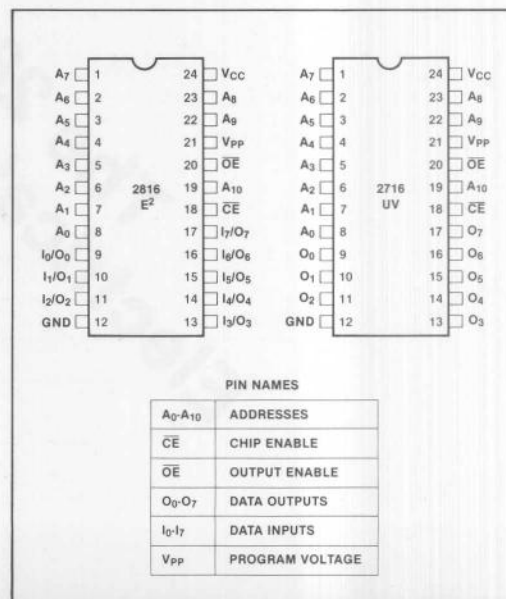 A7 1 24 VCC A7 1 24 VCC
A6 2 23 A8 A6 2 23 A8
A5 3 22 A9 A5 3 22 A9
A4 4 21 VPP A4 4 21 VPP
A3 5 20 O̅E̅ A3 5 20 O̅E̅
A2 6 2816 19 A10 A2 6 2716 19 A10
A1 7 E² 18 C̅E̅ A1 7 UV 18 C̅E̅
A0 8 17 I7/O7 A0 8 17 O7
I0/O0 9 16 I6/O6 O0 9 16 O6
I1/O1 10 15 I5/O5 O1 10 15 O5
I2/O2 11 14 I4/O4 O2 11 14 O4
GND 12 13 I3/O3 GND 12 13 O3
PIN NAMES
A0-A10 ADDRESSES
C̅E̅ CHIP ENABLE
O̅E̅ OUTPUT ENABLE
O0-O7 DATA OUTPUTS
I0-I7 DATA INPUTS
VPP PROGRAM VOLTAGE